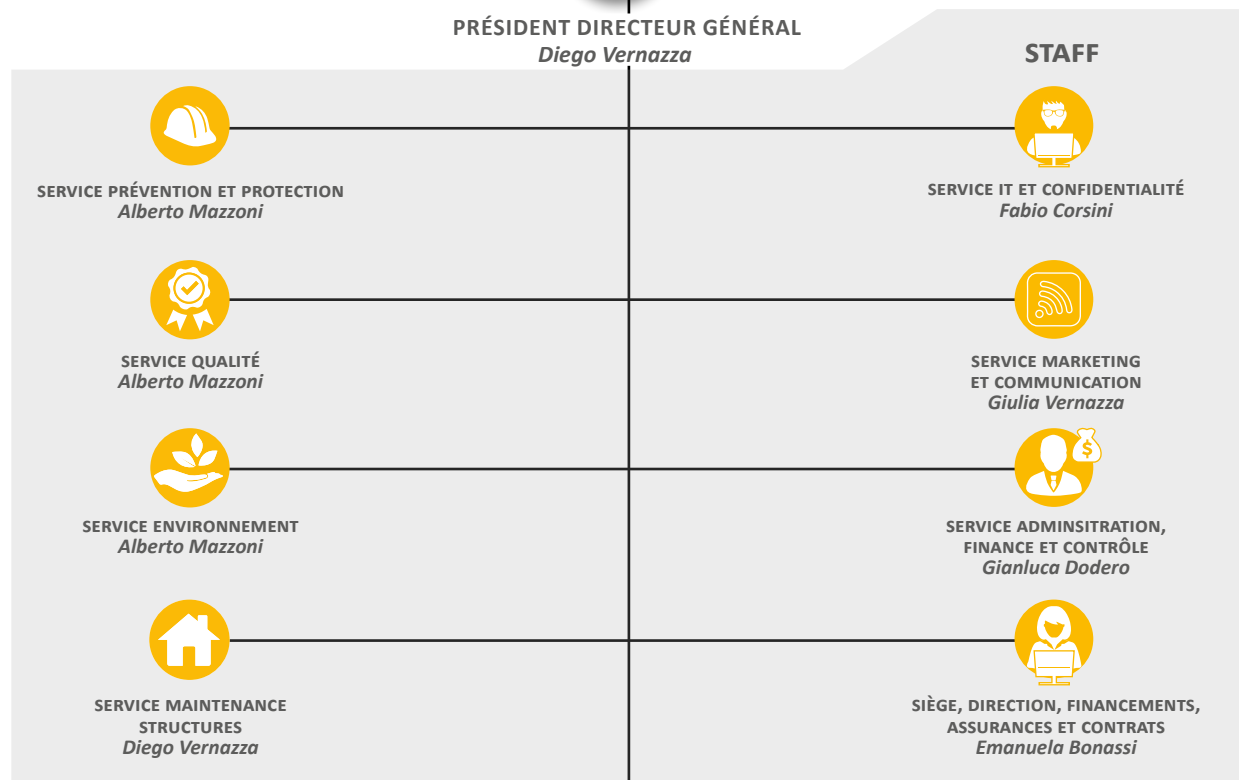 PRÉSIDENT DIRECTEUR GÉNÉRAL
Diego Vernazza
STAFF
SERVICE PRÉVENTION ET PROTECTION
Alberto Mazzoni
SERVICE IT ET CONFIDENTIALITÉ
Fabio Corsini
SERVICE QUALITÉ
Alberto Mazzoni
SERVICE MARKETING
ET COMMUNICATION
Giulia Vernazza
SERVICE ENVIRONNEMENT
Alberto Mazzoni
$
SERVICE ADMINSITRATION,
FINANCE ET CONTRÔLE
Gianluca Dodero
SERVICE MAINTENANCE
STRUCTURES
Diego Vernazza
SIÈGE, DIRECTION, FINANCEMENTS,
ASSURANCES ET CONTRATS
Emanuela Bonassi